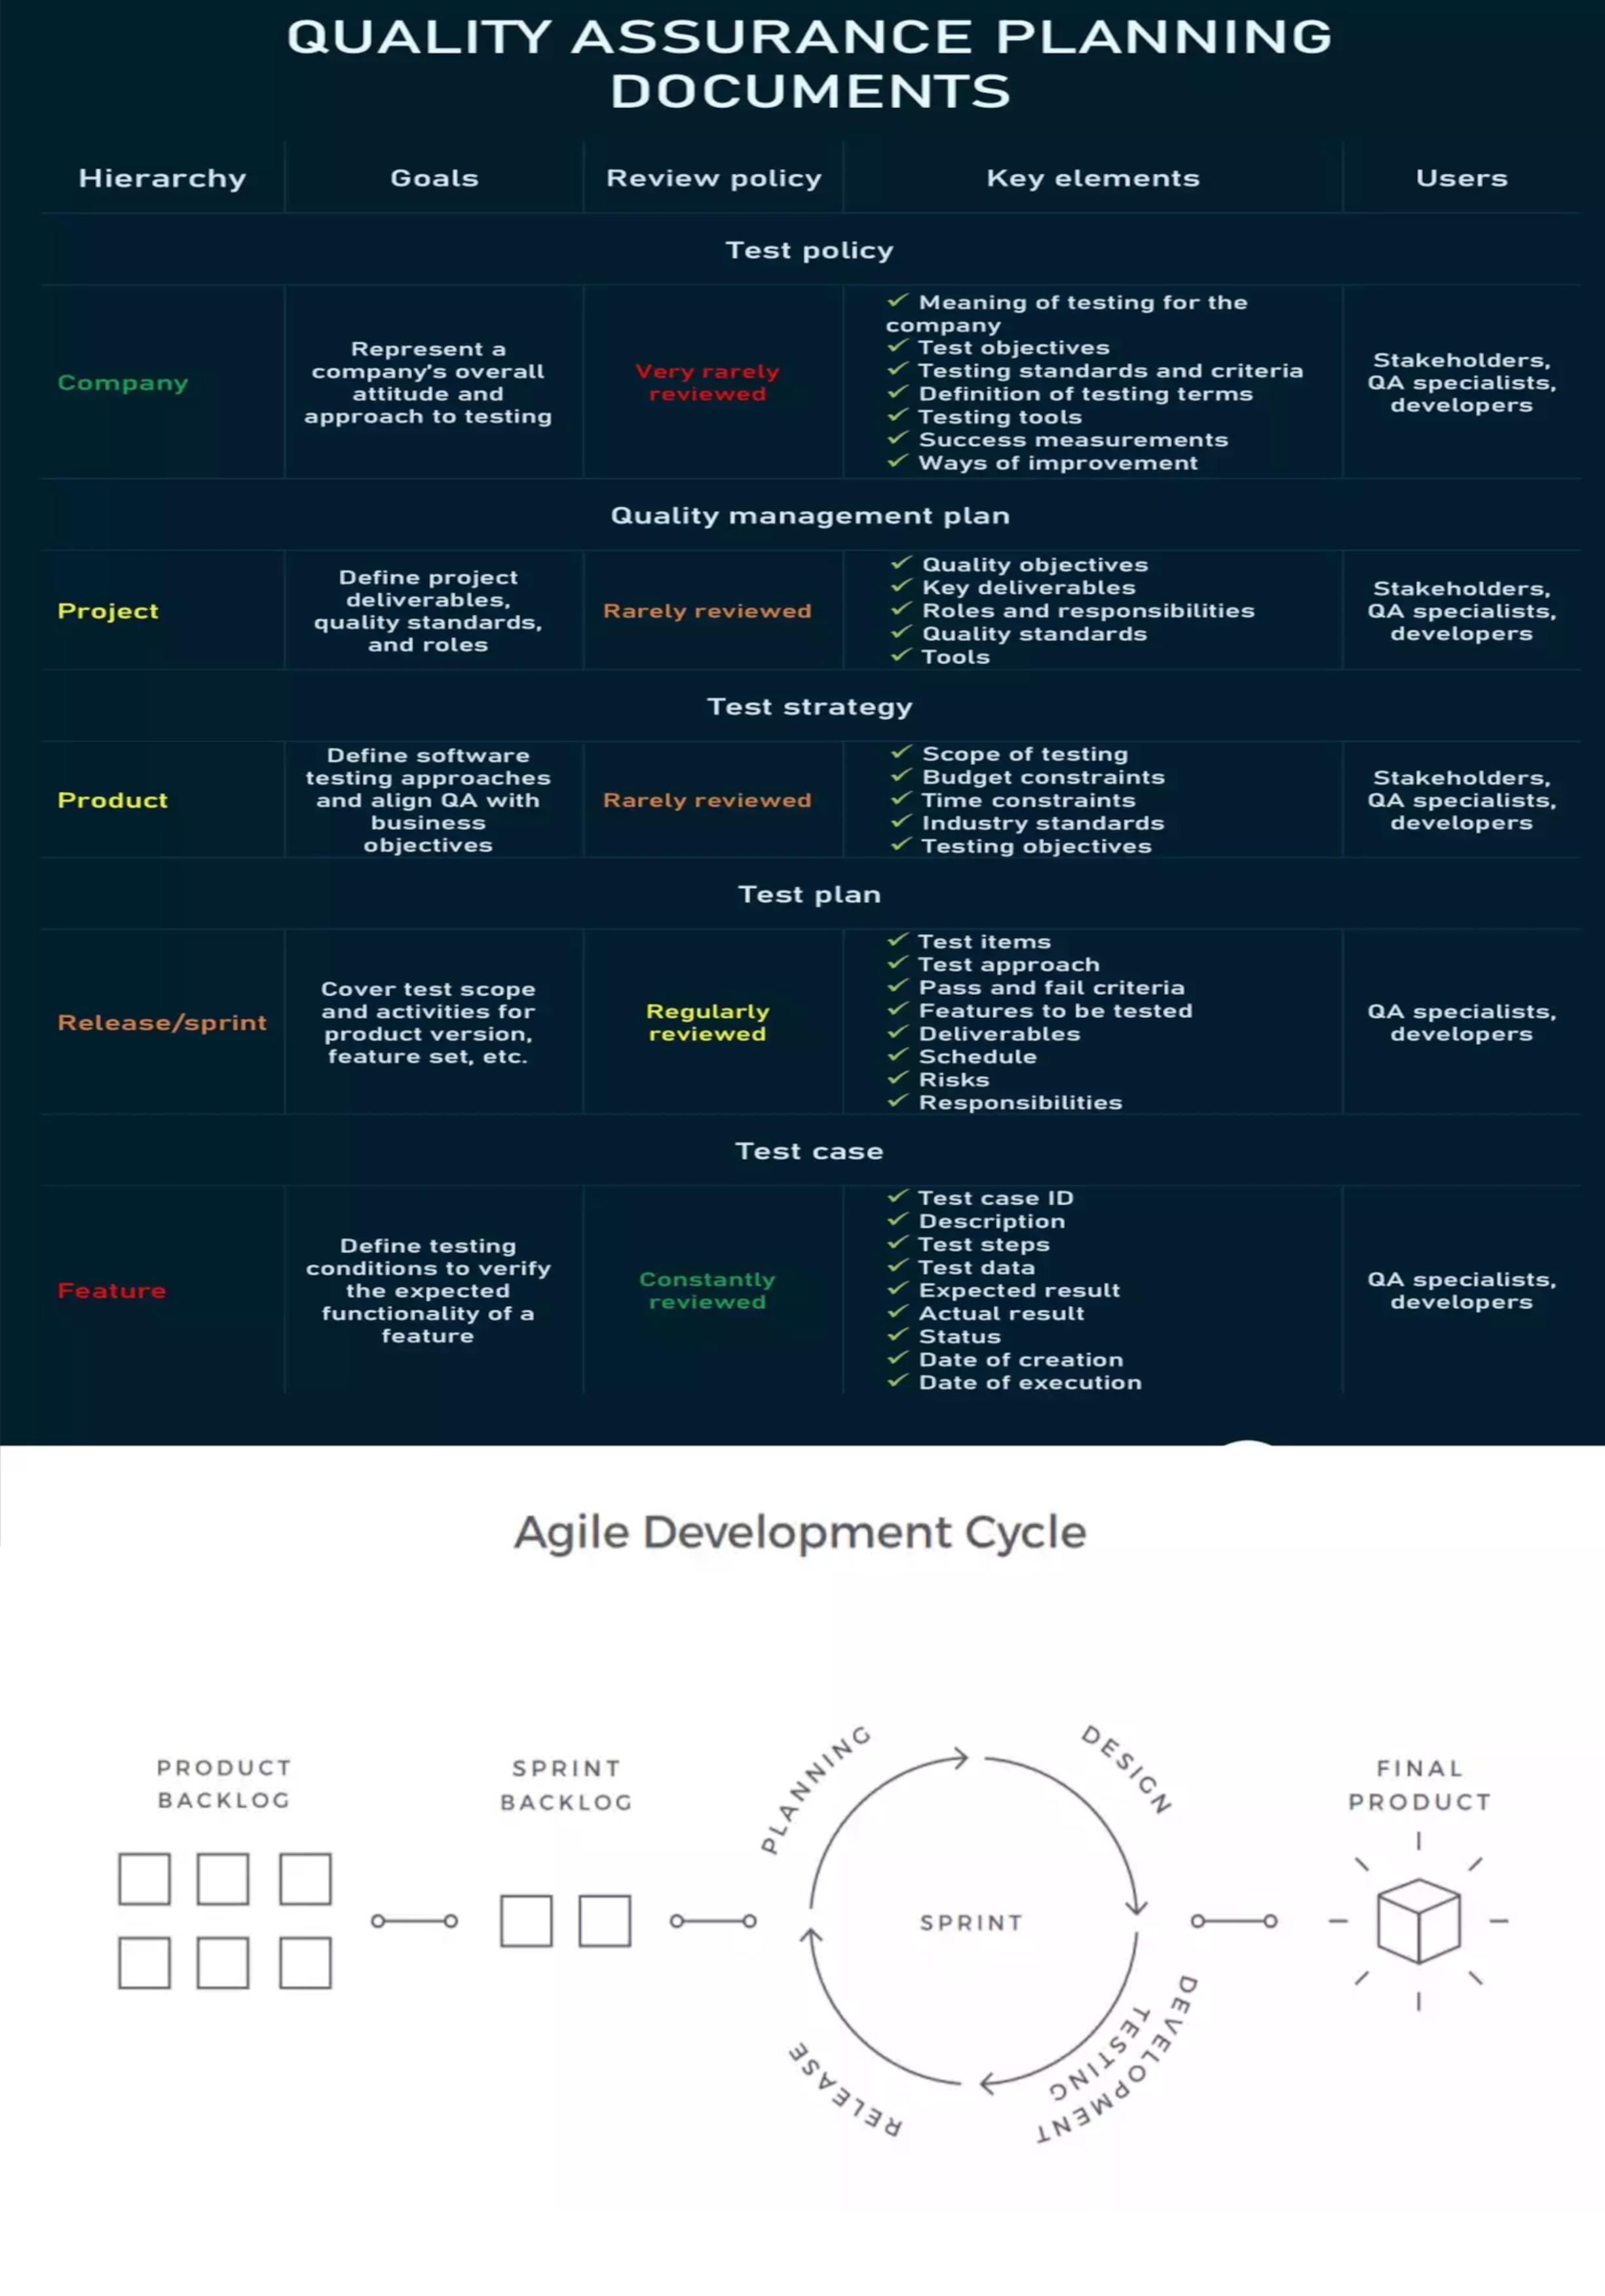 QUALITY ASSURANCE PLANNING
DOCUMENTS
Hierarchy
Goals
Review policy
Key elements
Users
Test policy
Company
Represent a
company's overall
attitude and
approach to testing
Very rarely
reviewed
✓ Meaning of testing for the
company
✓ Test objectives
✓ Testing standards and criteria
✓ Definition of testing terms
✓ Testing tools
✓ Success measurements
✓ Ways of improvement
Stakeholders,
QA specialists,
developers
Quality management plan
Project
Define project
deliverables,
quality standards,
and roles
Rarely reviewed
✓ Quality objectives
✓ Key deliverables
✓ Roles and responsibilities
✓ Quality standards
✓ Tools
Stakeholders,
QA specialists,
developers
Test strategy
Product
Define software
testing approaches
and align QA with
business
objectives
Rarely reviewed
✓ Scope of testing
✓ Budget constraints
✓ Time constraints
✓ Industry standards
✓ Testing objectives
Stakeholders,
QA specialists,
developers
Test plan
Release/sprint
Cover test scope
and activities for
product version,
feature set, etc.
Regularly
reviewed
✓ Test items
✓ Test approach
✓ Pass and fail criteria
✓ Features to be tested
✓ Deliverables
✓ Schedule
✓ Risks
✓ Responsibilities
QA specialists,
developers
Test case
Feature
Define testing
conditions to verify
the expected
functionality of a
feature
Constantly
reviewed
✓ Test case ID
✓ Description
✓ Test steps
✓ Test data
✓ Expected result
✓ Actual result
✓ Status
✓ Date of creation
✓ Date of execution
QA specialists,
developers
Agile Development Cycle
PRODUCT
BACKLOG
SPRINT
BACKLOG
PLANNING
DESIGN
SPRINT
DEVELOPMENT
TESTING
RELEASE
FINAL
PRODUCT